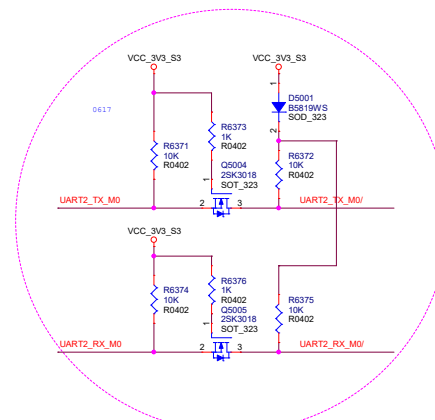 VCC_3V3_S3
VCC_3V3_S3
0617
1
D5001
B5819WS
SOD_323
2
R6371
10K
R0402
R6373
1K
R0402
R6372
10K
R0402
Q5004
2SK3018
SOT_323
1
UART2_TX_M0
2
3
UART2_TX_M0/
VCC_3V3_S3
R6374
10K
R0402
R6376
1K
R0402
R6375
10K
R0402
Q5005
2SK3018
SOT_323
1
UART2_RX_M0
2
3
UART2_RX_M0/